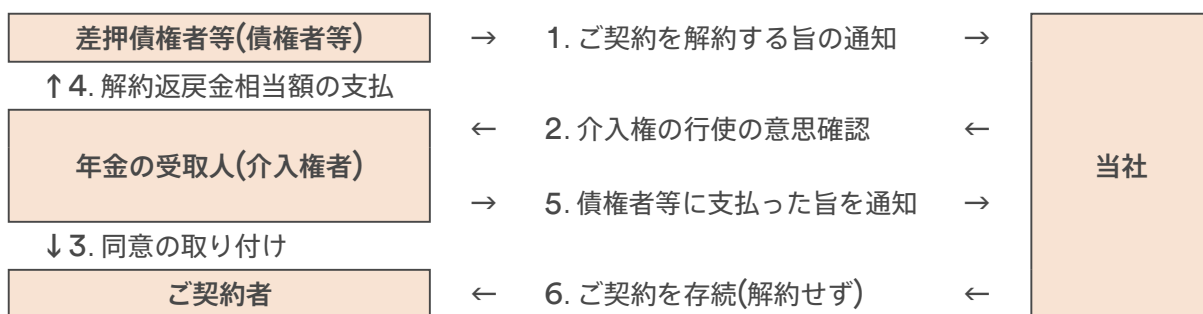 差押債権者等(債権者等) → 1. ご契約を解約する旨の通知 →
↑4. 解約返戻金相当額の支払
← 2. 介入権の行使の意思確認 ←
年金の受取人(介入権者) 当社
→ 5. 債権者等に支払った旨を通知 →
↓3. 同意の取り付け
ご契約者 ← 6. ご契約を存続(解約せず) ←